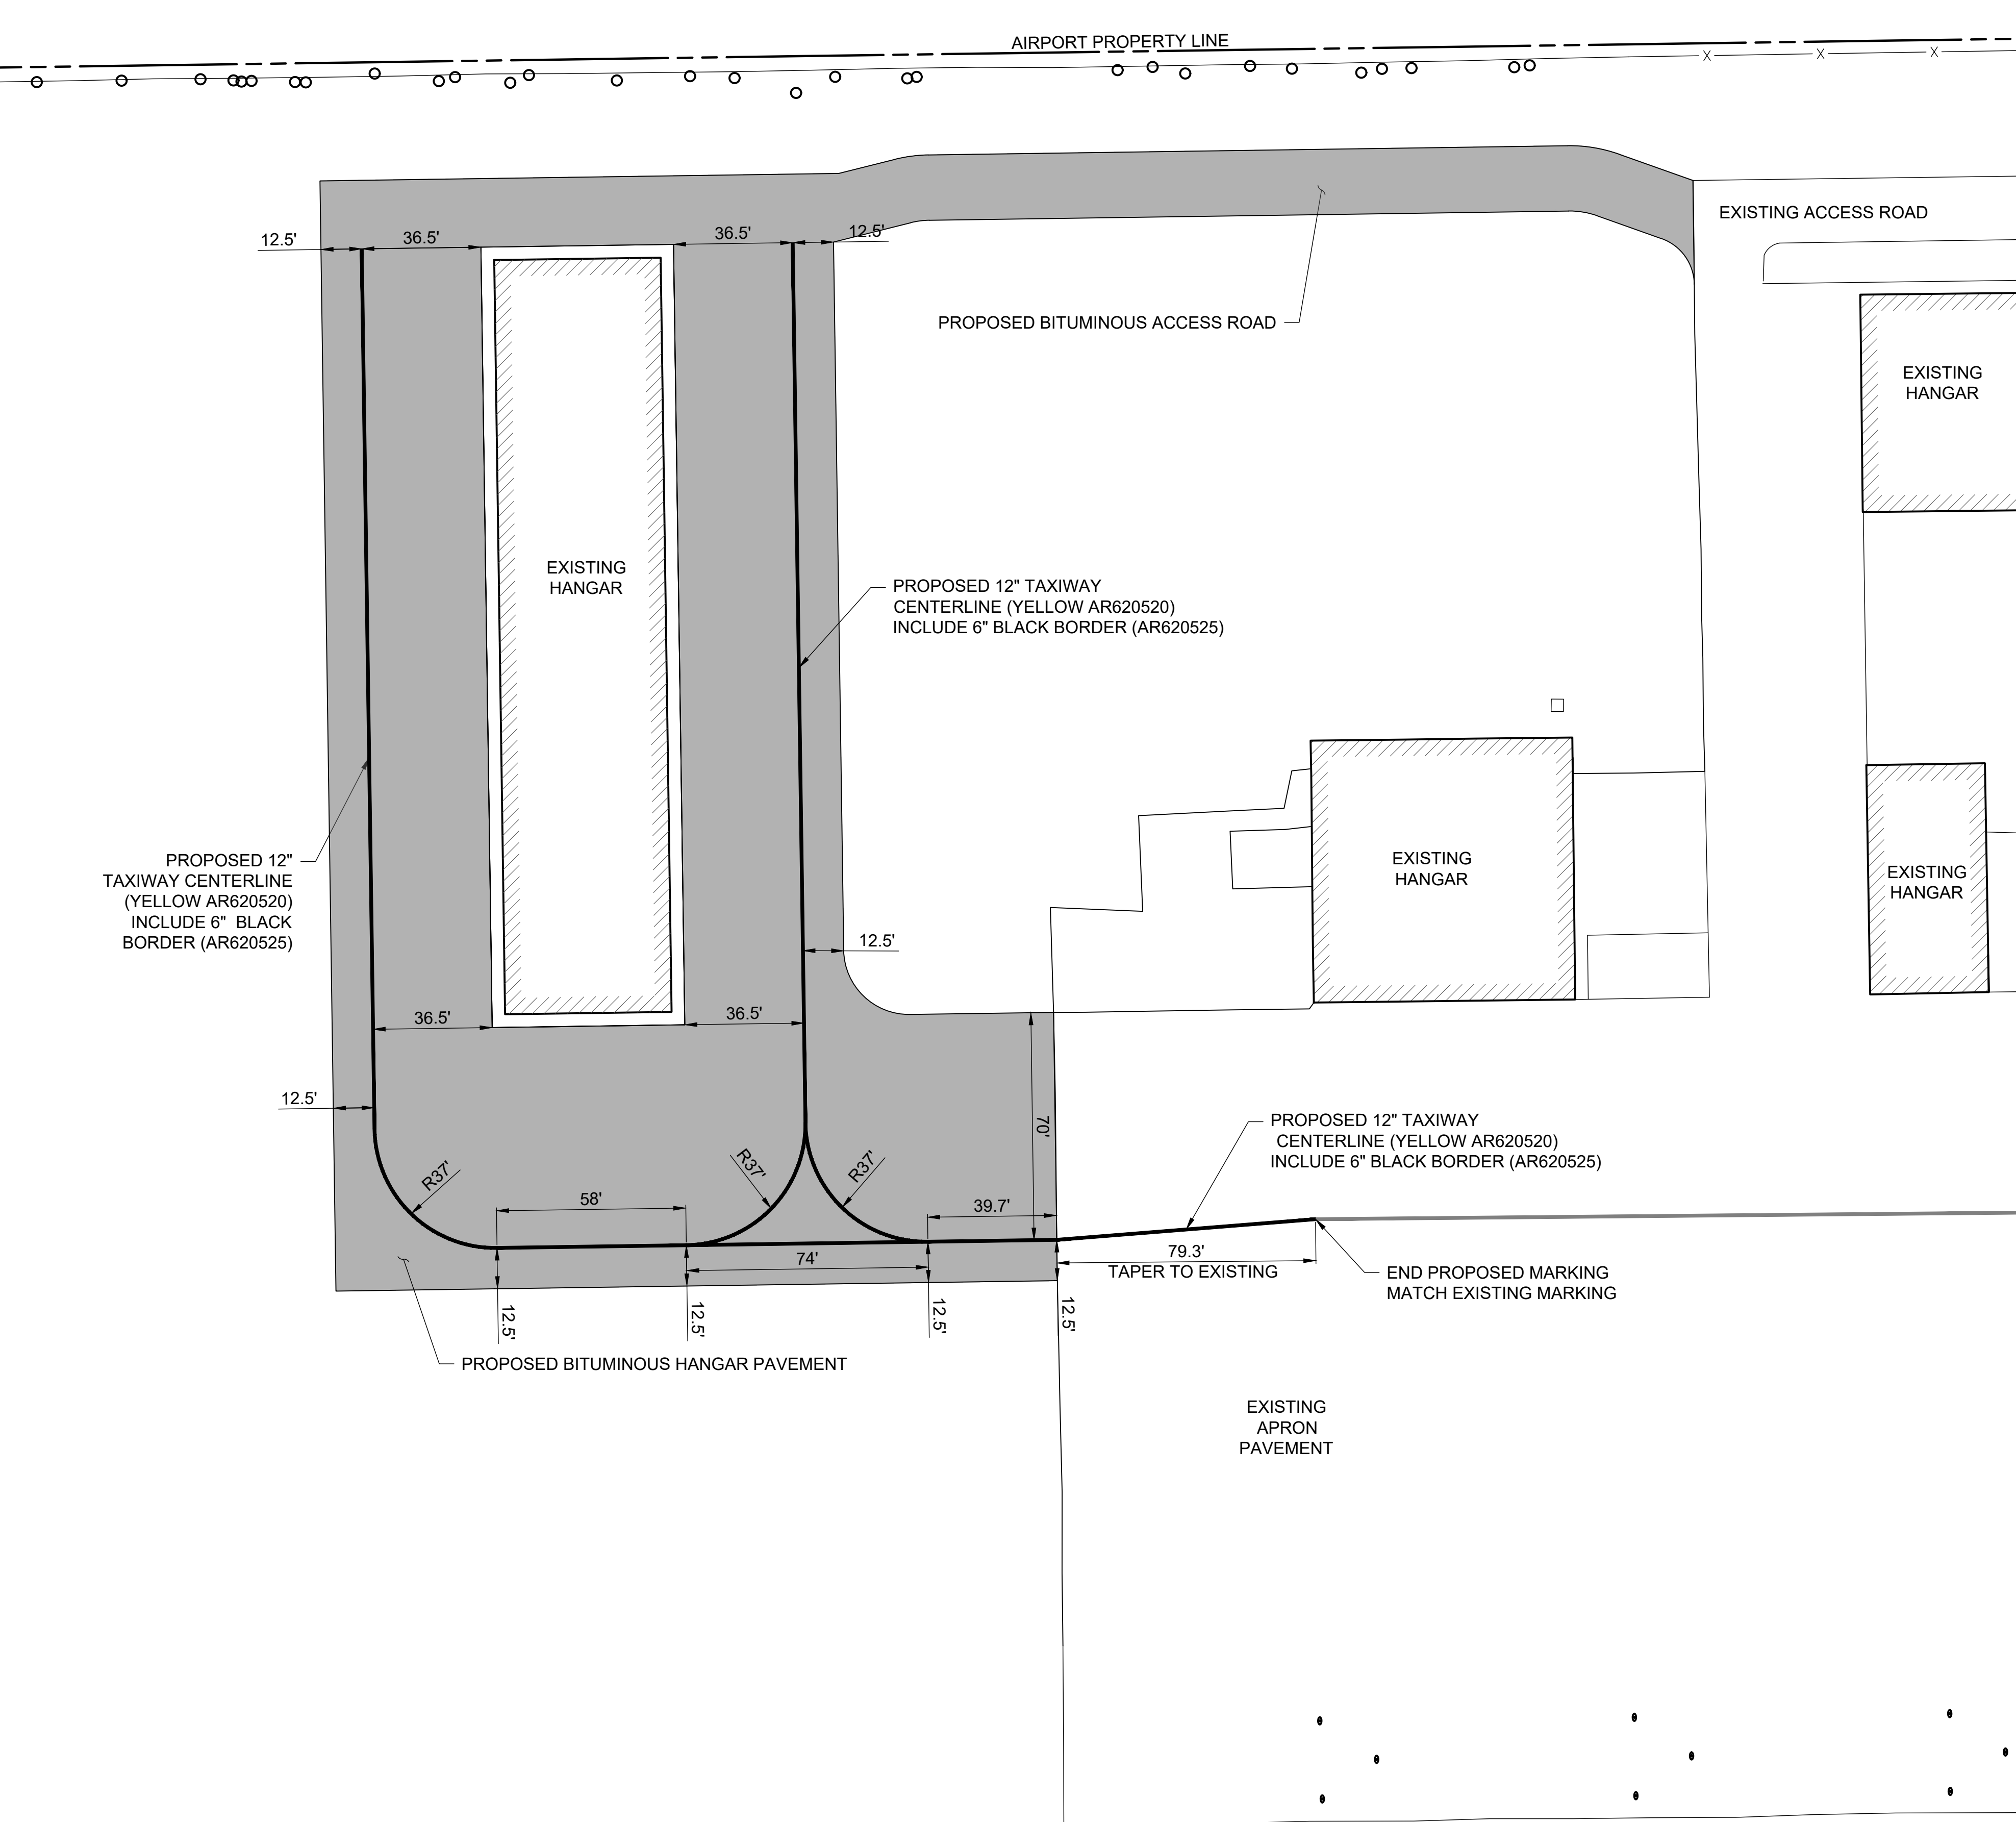 AIRPORT PROPERTY LINE
X
X
X
EXISTING ACCESS ROAD
12.5'
36.5'
36.5'
12.5'
PROPOSED BITUMINOUS ACCESS ROAD
EXISTING
HANGAR
EXISTING
HANGAR
PROPOSED 12" TAXIWAY
CENTERLINE (YELLOW AR620520)
INCLUDE 6" BLACK BORDER (AR620525)
PROPOSED 12"
TAXIWAY CENTERLINE
(YELLOW AR620520)
INCLUDE 6" BLACK
BORDER (AR620525)
EXISTING
HANGAR
EXISTING
HANGAR
12.5'
36.5'
36.5'
12.5'
70'
PROPOSED 12" TAXIWAY
CENTERLINE (YELLOW AR620520)
INCLUDE 6" BLACK BORDER (AR620525)
R37'
R37'
R37'
58'
39.7'
74'
79.3'
TAPER TO EXISTING
END PROPOSED MARKING
MATCH EXISTING MARKING
12.5'
12.5'
12.5'
12.5'
PROPOSED BITUMINOUS HANGAR PAVEMENT
EXISTING
APRON
PAVEMENT